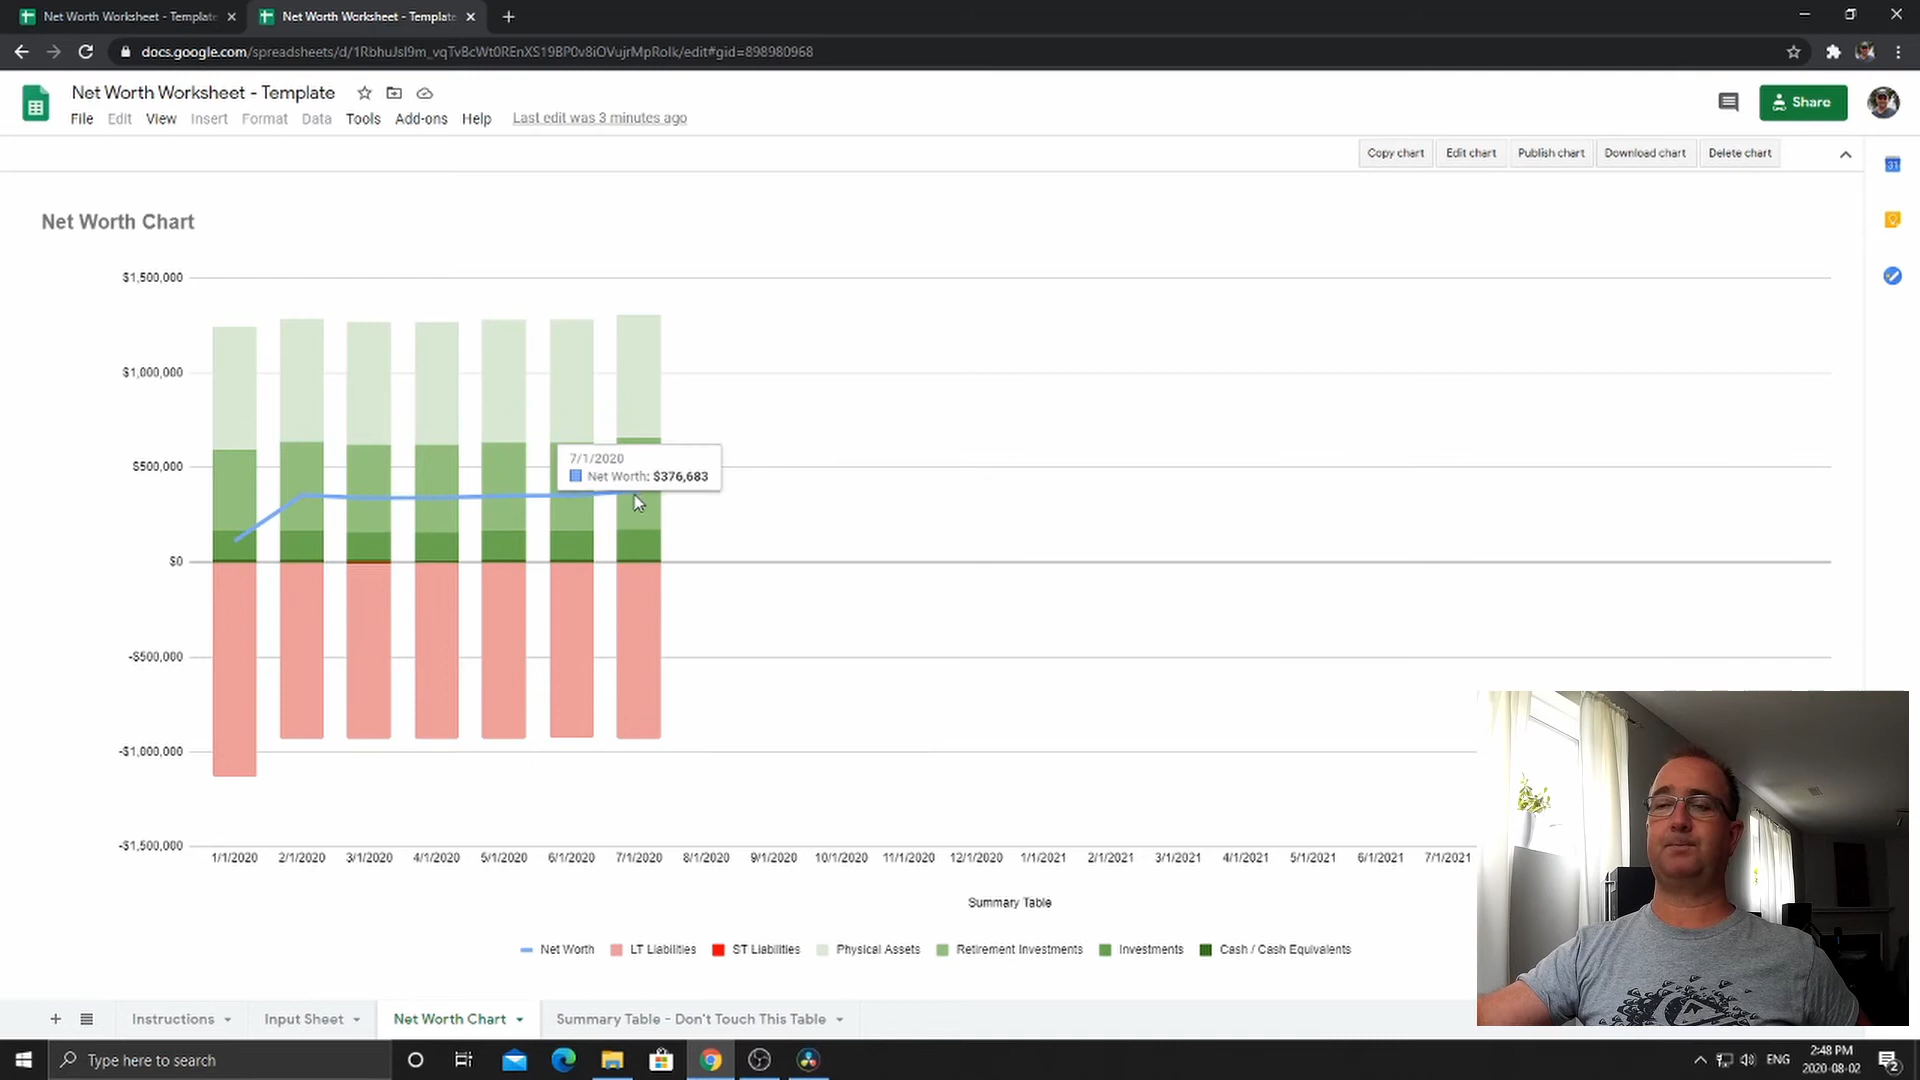 Net Worth Worksheet - Template
Net Worth Worksheet - Template
docs.google.com/spreadsheets/d/1RbhuJsI9m_vqTvBcWt0REnXS19BP0v8iOVujrMpRoIk/edit#gid=898980968
Net Worth Worksheet - Template
File Edit View Insert Format Data Tools Add-ons Help Last edit was 3 minutes ago
Share
Copy chart Edit chart Publish chart Download chart Delete chart
31
Net Worth Chart
$1,500,000
$1,000,000
$500,000
$0
-$500,000
-$1,000,000
-$1,500,000
7/1/2020
Net Worth: $376,683
1/1/2020 2/1/2020 3/1/2020 4/1/2020 5/1/2020 6/1/2020 7/1/2020 8/1/2020 9/1/2020 10/1/2020 11/1/2020 12/1/2020 1/1/2021 2/1/2021 3/1/2021 4/1/2021 5/1/2021 6/1/2021 7/1/2021
Summary Table
Net Worth LT Liabilities ST Liabilities Physical Assets Retirement Investments Investments Cash / Cash Equivalents
Instructions Input Sheet Net Worth Chart Summary Table - Don't Touch This Table
Type here to search
ENG
2:48 PM
2020-08-02
2